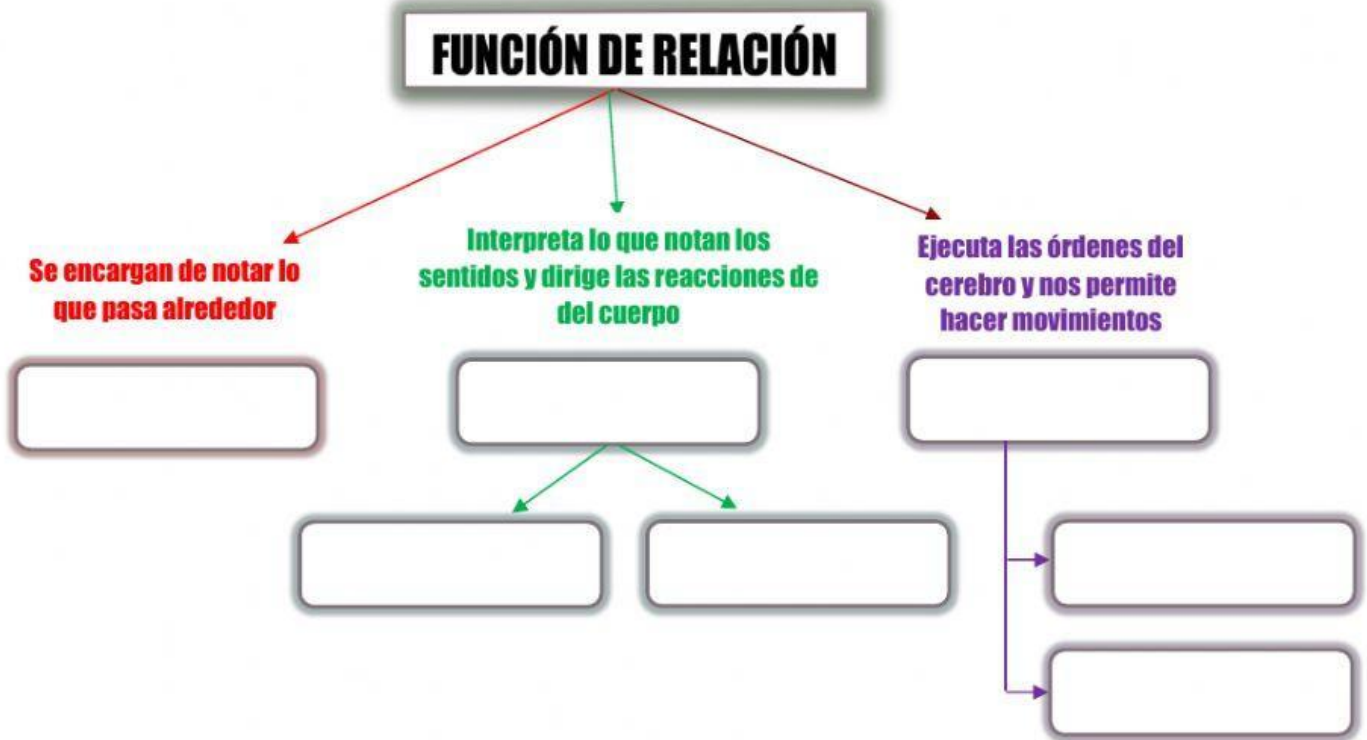 FUNCIÓN DE RELACIÓN
Se encargan de notar lo
que pasa alrededor
Interpreta lo que notan los
sentidos y dirige las reacciones de
del cuerpo
Ejecuta las órdenes del
cerebro y nos permite
hacer movimientos